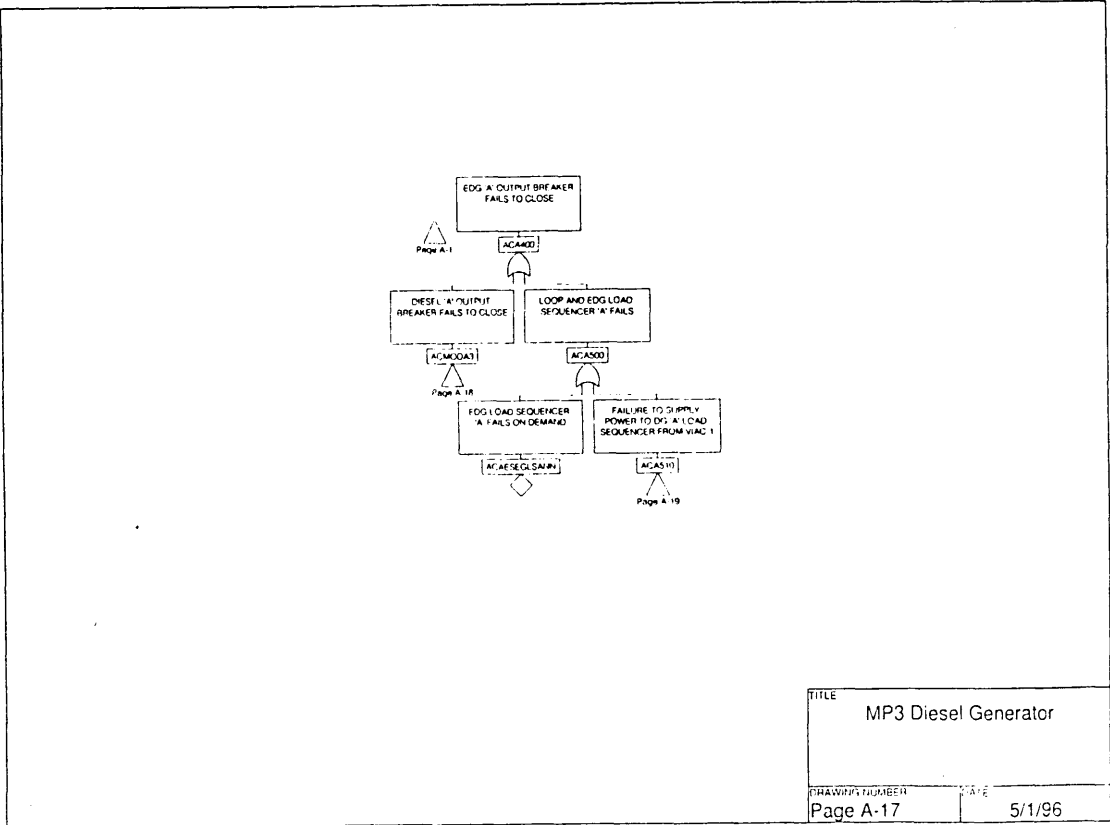 EDG 'A' OUTPUT BREAKER
FAILS TO CLOSE
Page A-1
ACA400
DIESEL 'A' OUTPUT
BREAKER FAILS TO CLOSE
LOOP AND EDG LOAD
SEQUENCER 'A' FAILS
ACMODA3
ACA500
Page A-18
EDG LOAD SEQUENCER
'A' FAILS ON DEMAND
FAILURE TO SUPPLY
POWER TO DG 'A' LOAD
SEQUENCER FROM VIAC 1
ACA510
Page A-19
TITLE
MP3 Diesel Generator
DRAWING NUMBER
DATE
Page A-17
5/1/96